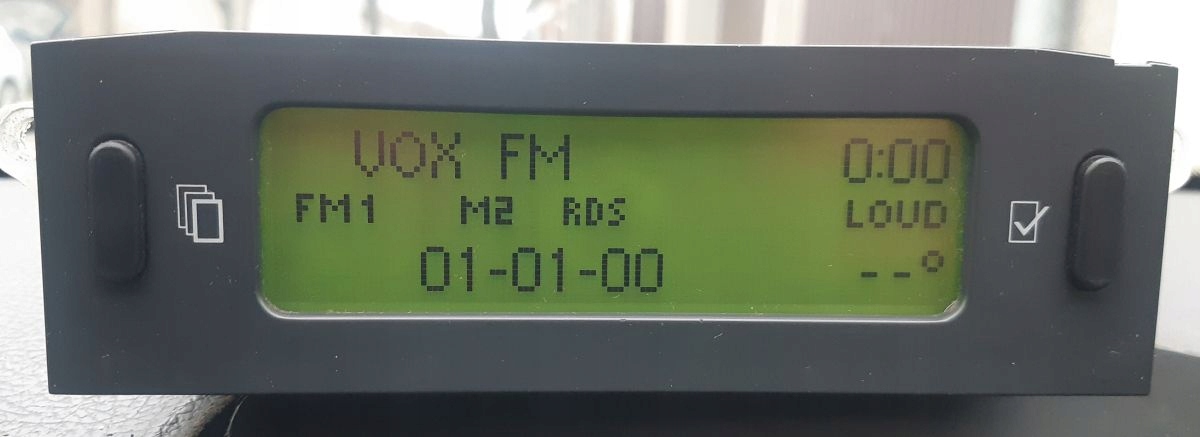 VOX FM 0:00
FM1 M2 RDS LOUD
01-01-00 --°